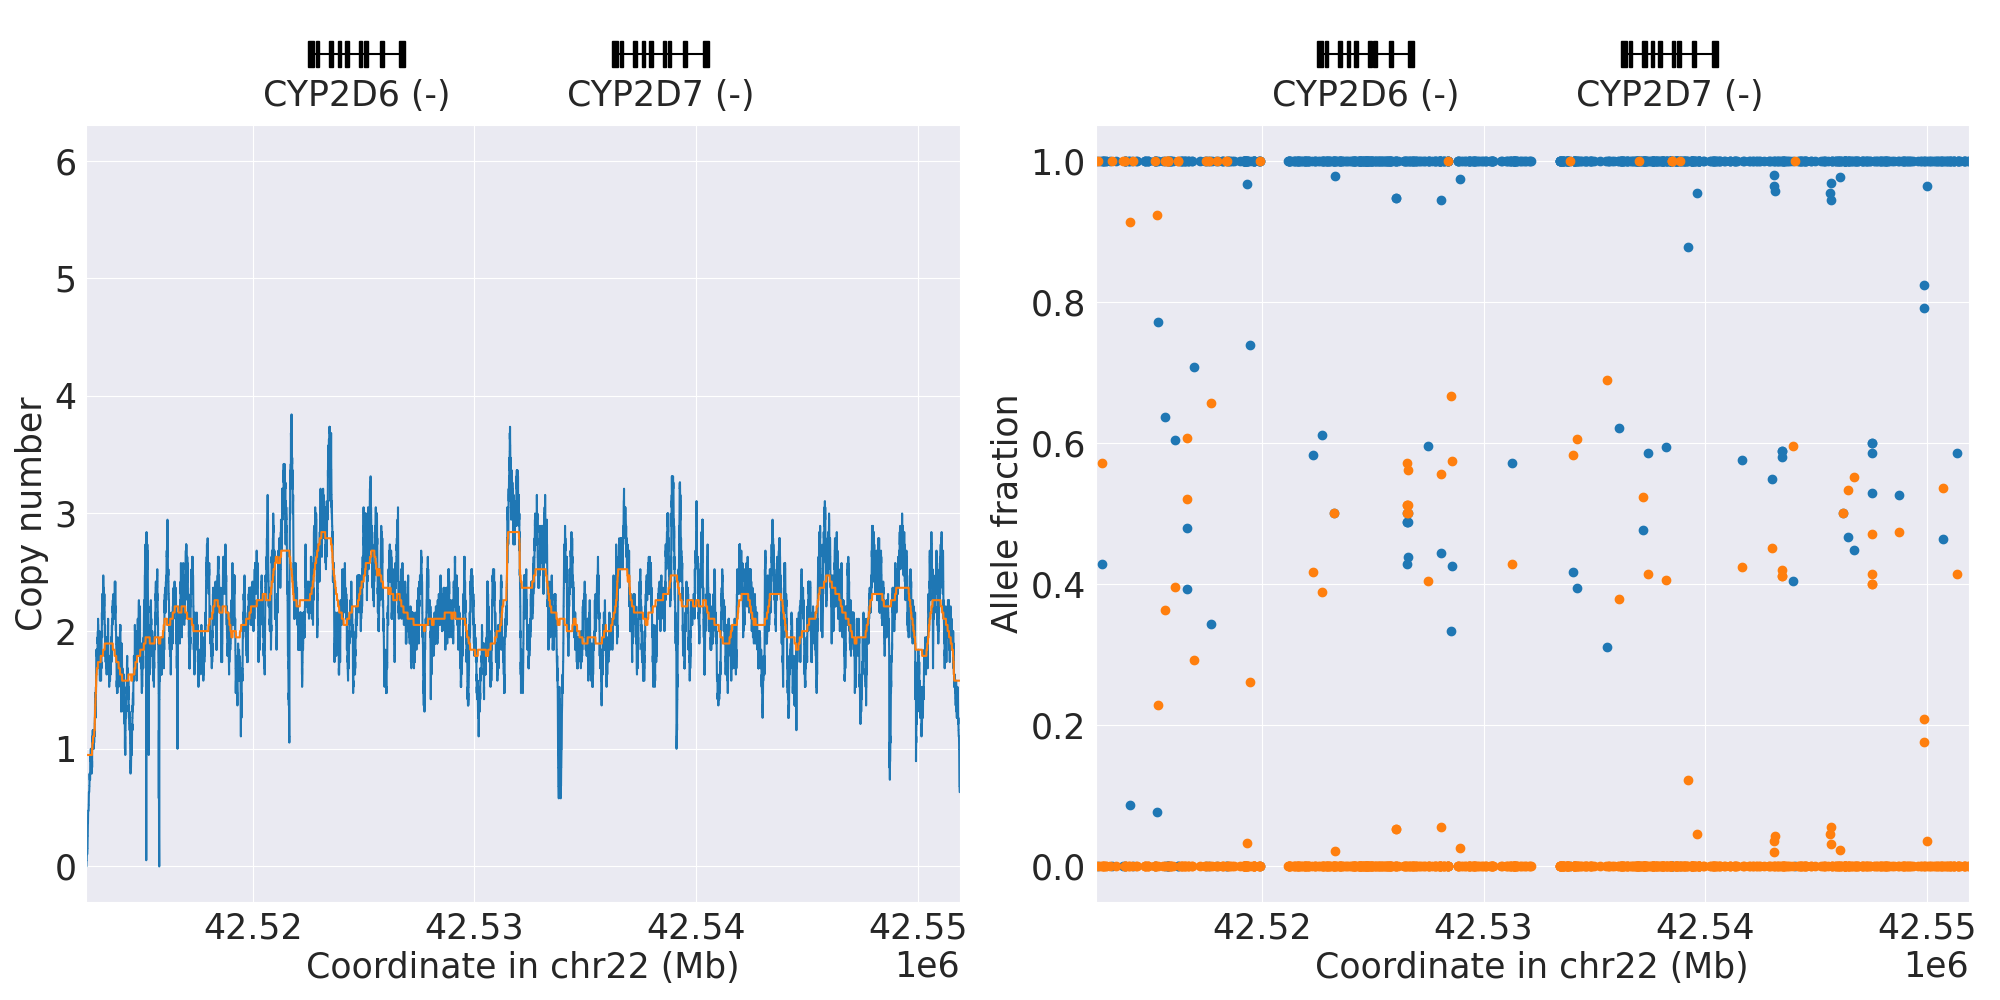 CYP2D6 (-)
CYP2D7 (-)
6
5
4
3
2
1
0
Copy number
42.52
42.53
42.54
42.55
Coordinate in chr22 (Mb)
1e6
CYP2D6 (-)
CYP2D7 (-)
1.0
0.8
0.6
0.4
0.2
0.0
Allele fraction
42.52
42.53
42.54
42.55
Coordinate in chr22 (Mb)
1e6